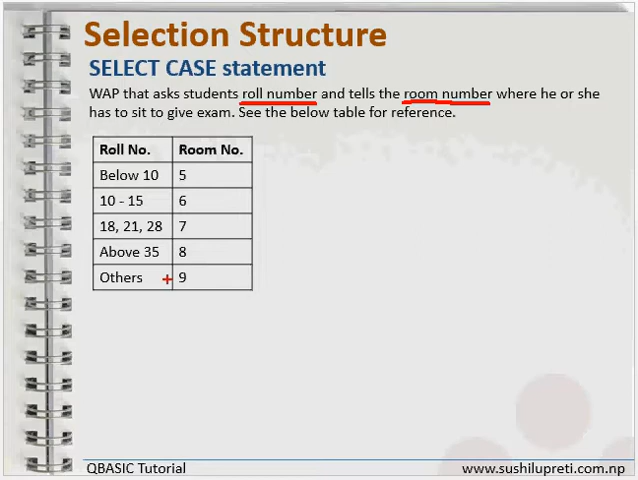 Selection Structure
SELECT CASE statement
WAP that asks students roll number and tells the room number where he or she
has to sit to give exam. See the below table for reference.
Roll No. Room No.
Below 10 5
10 - 15 6
18, 21, 28 7
Above 35 8
Others 9
QBASIC Tutorial www.sushilupreti.com.np